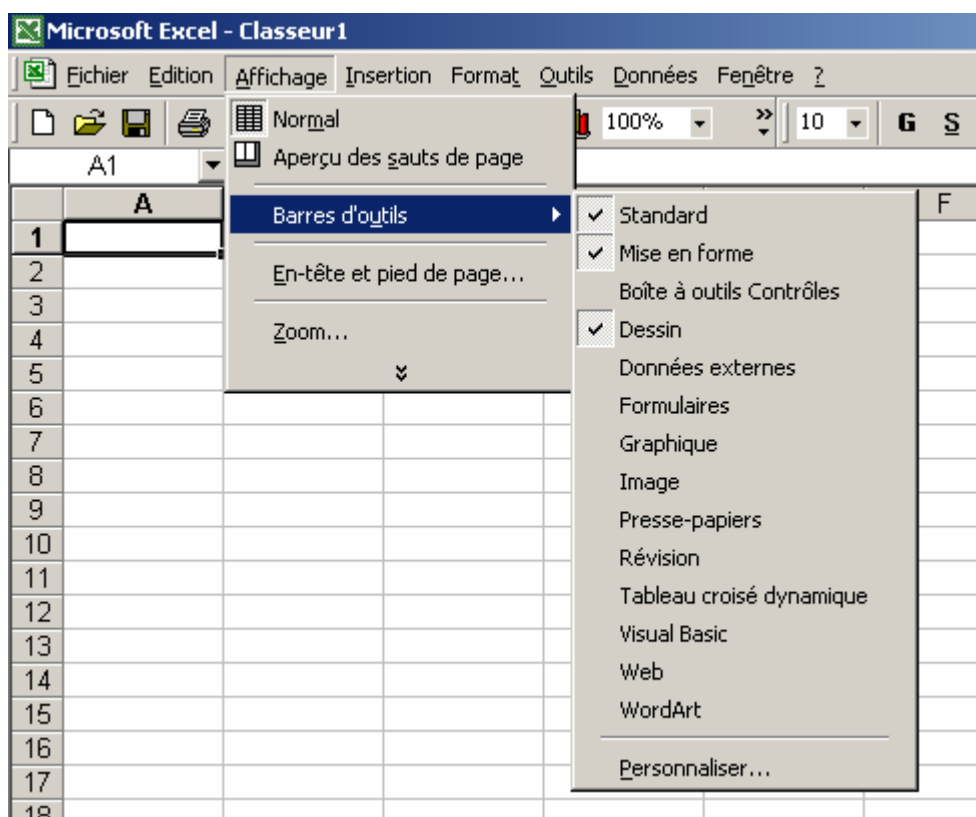 Microsoft Excel - Classeur1
Fichier Edition Affichage Insertion Format Outils Données Fenêtre ?
100% 10 G S
A1
Normal
Aperçu des sauts de page
Barres d'outils
En-tête et pied de page...
Zoom...
Standard
Mise en forme
Boîte à outils Contrôles
Dessin
Données externes
Formulaires
Graphique
Image
Presse-papiers
Révision
Tableau croisé dynamique
Visual Basic
Web
WordArt
Personnaliser...
A F
1
2
3
4
5
6
7
8
9
10
11
12
13
14
15
16
17
18